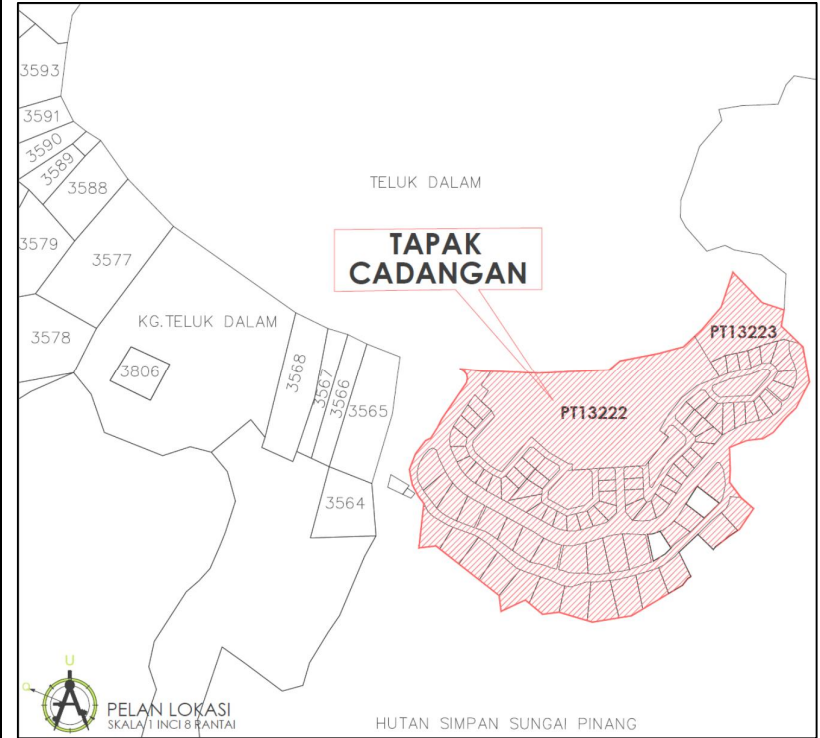 3593
3591
3590
3589
3588
3579
3577
3578
TELUK DALAM
TAPAK
CADANGAN
KG.TELUK DALAM
3806
3568
3567
3566
3565
3564
PT13223
PT13222
U
PELAN LOKASI
SKALA 1 INCI 8 RANTAI
HUTAN SIMPAN SUNGAI PINANG